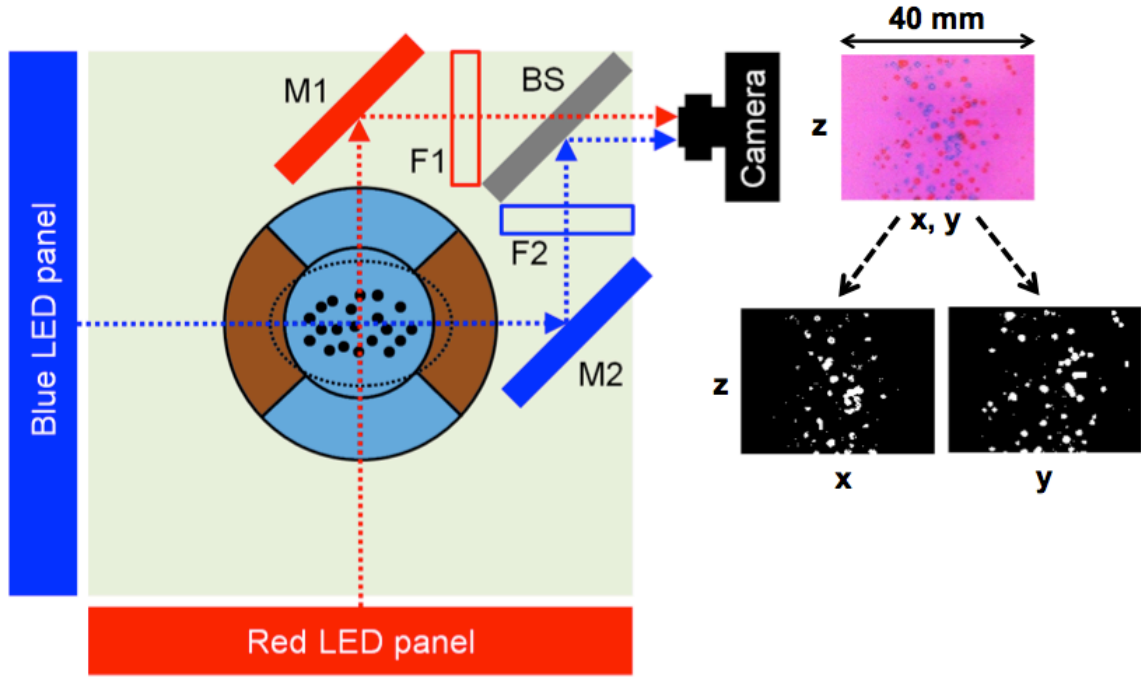 40 mm
M1
BS
F1
Camera
z
x, y
F2
M2
Blue LED panel
z
x
y
Red LED panel